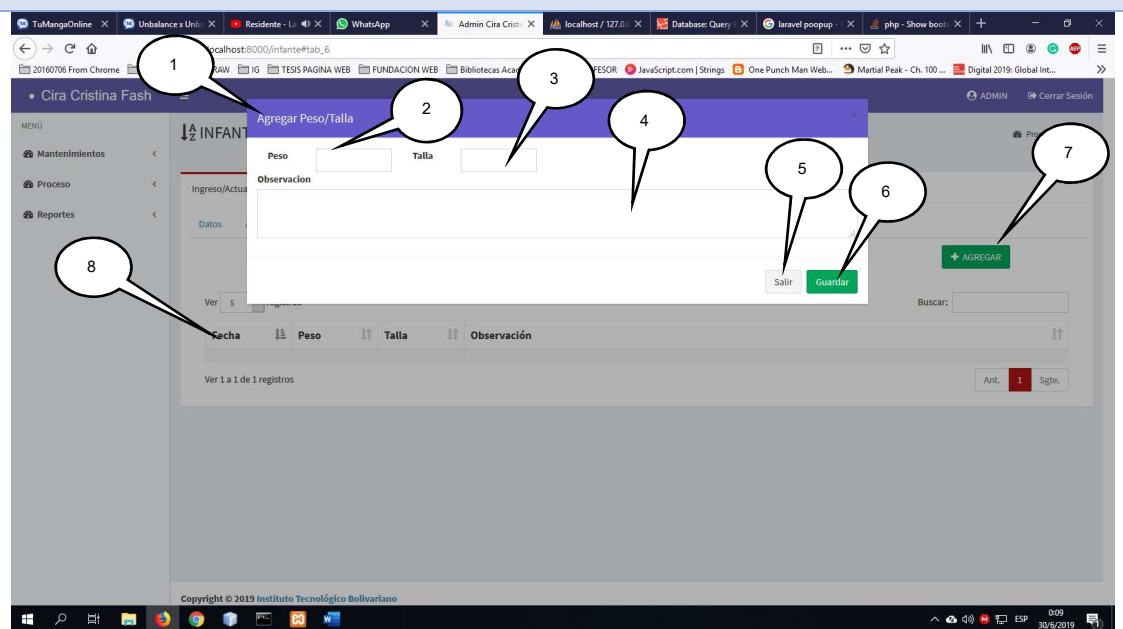 TuMangaOnline
Unbalance x Unb
Residente - La
WhatsApp
Admin Cira Cristi
localhost / 127.0.0
Database: Query
laravel poopup -
php - Show boots
localhost:8000/infante#tab_6
20160706 From Chrome
RAW
IG
TESIS PAGINA WEB
FUNDACION WEB
Bibliotecas Acad
FESOR
JavaScript.com | Strings
One Punch Man Web...
Martial Peak - Ch. 100 ...
Digital 2019: Global Int...
Cira Cristina Fash
ADMIN
Cerrar Sesión
MENÚ
Mantenimientos
Proceso
Reportes
INFANT
Ingreso/Actua
Datos
Agregar Peso/Talla
×
Peso
Talla
Observacion
Salir
Guardar
AGREGAR
Ver 5
Buscar:
Fecha Peso Talla Observación
Ver 1 a 1 de 1 registros
Ant. 1 Sgte.
Copyright © 2019 Instituto Tecnológico Bolivariano
1
2
3
4
5
6
7
8
ESP
0:09
30/6/2019